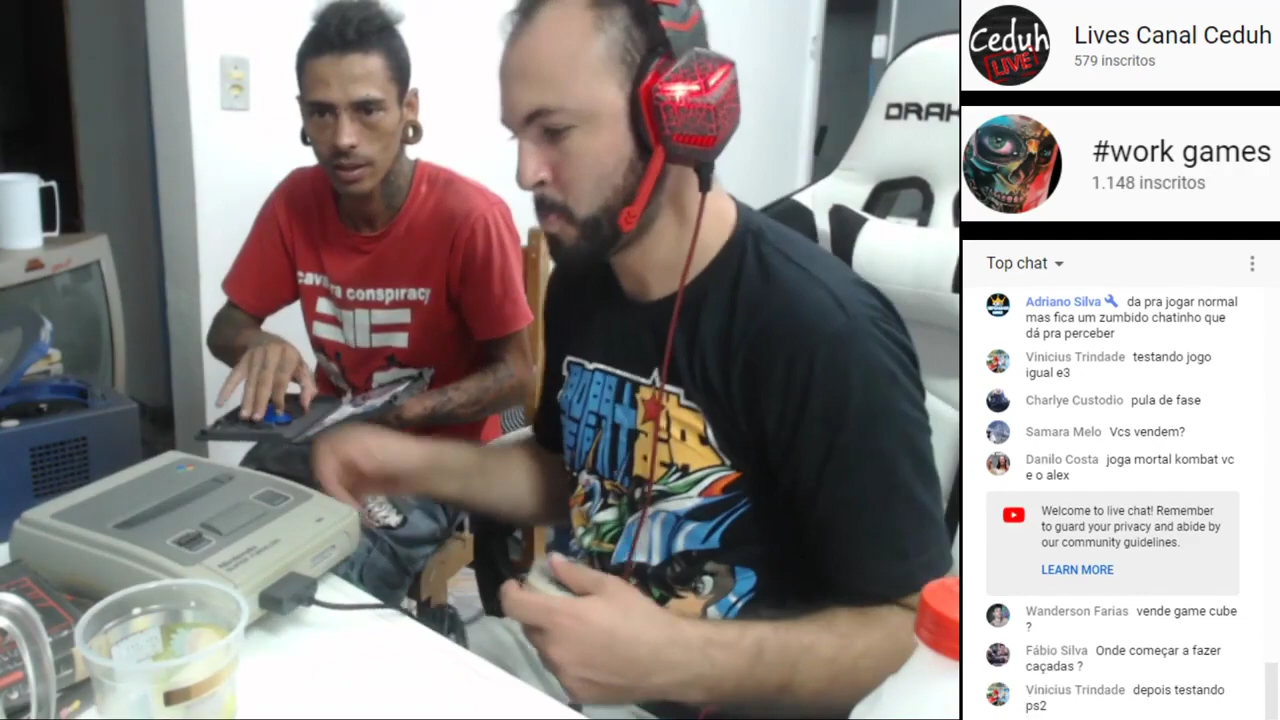 Ceduh
LIVE
Lives Canal Ceduh
579 inscritos
#work games
1.148 inscritos
DRAK
conspiracy
Top chat
Adriano Silva da pra jogar normal
mas fica um zumbido chatinho que
dá pra perceber
Vinicius Trindade testando jogo
igual e3
Charlye Custodio pula de fase
Samara Melo Vcs vendem?
Danilo Costa joga mortal kombat vc
e o alex
Welcome to live chat! Remember
to guard your privacy and abide by
our community guidelines.
LEARN MORE
Wanderson Farias vende game cube
?
Fábio Silva Onde começar a fazer
caçadas ?
Vinicius Trindade depois testando
ps2